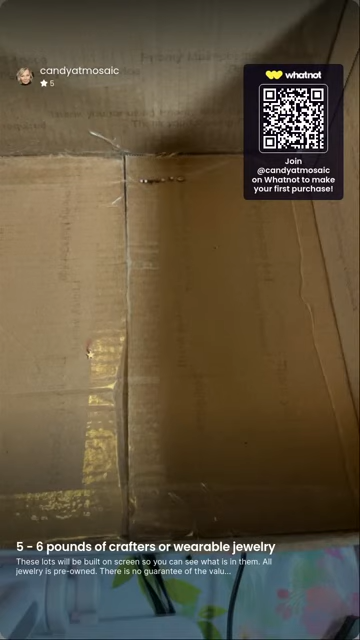 candyatmosaic
5
whatnot
Join
@candyatmosaic
on Whatnot to make
your first purchase!
5 - 6 pounds of crafters or wearable jewelry
These lots will be built on screen so you can see what is in them. All
jewelry is pre-owned. There is no guarantee of the valu...